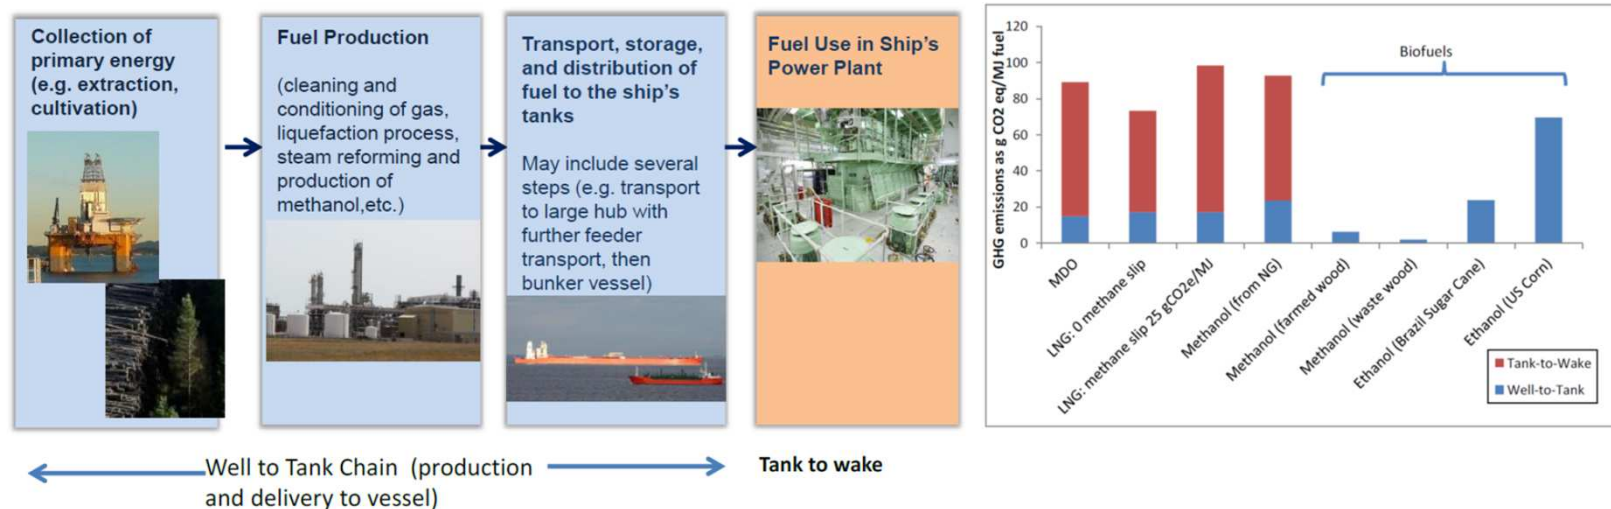 Collection of
primary energy
(e.g. extraction,
cultivation)
Fuel Production
(cleaning and
conditioning of gas,
liquefaction process,
steam reforming and
production of
methanol,etc.)
Transport, storage,
and distribution of
fuel to the ship's
tanks
May include several
steps (e.g. transport
to large hub with
further feeder
transport, then
bunker vessel)
Fuel Use in Ship's
Power Plant
Well to Tank Chain (production
and delivery to vessel)
Tank to wake
GHG emissions as g CO2 eq/MJ fuel
120
100
80
60
40
20
0
Biofuels
MDO
LNG: 0 methane slip
LNG: methane slip 25 gCO2e/MJ
Methanol (from NG)
Methanol (farmed wood)
Methanol (waste wood)
Ethanol (Brazil Sugar Cane)
Ethanol (US Corn)
Tank-to-Wake
Well-to-Tank